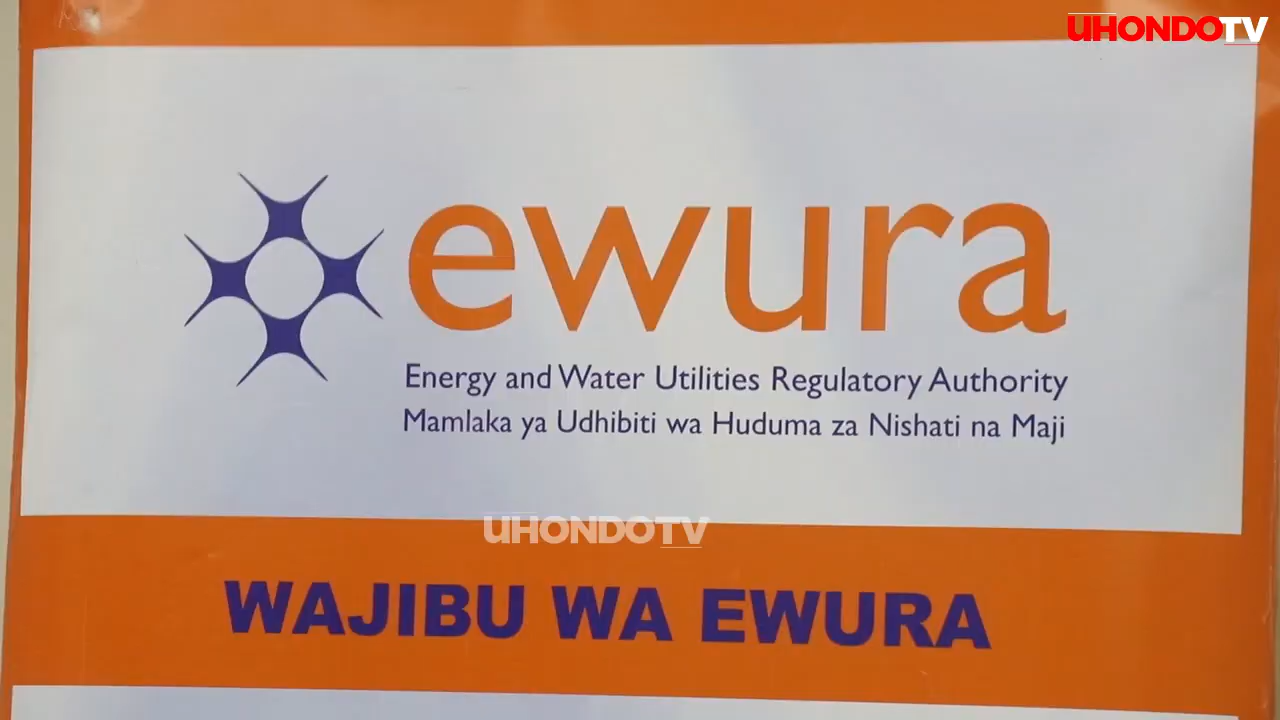 UHONDOTV
ewura
Energy and Water Utilities Regulatory Authority
Mamlaka ya Udhibiti wa Huduma za Nishati na Maji
UHONDOTV
WAJIBU WA EWURA